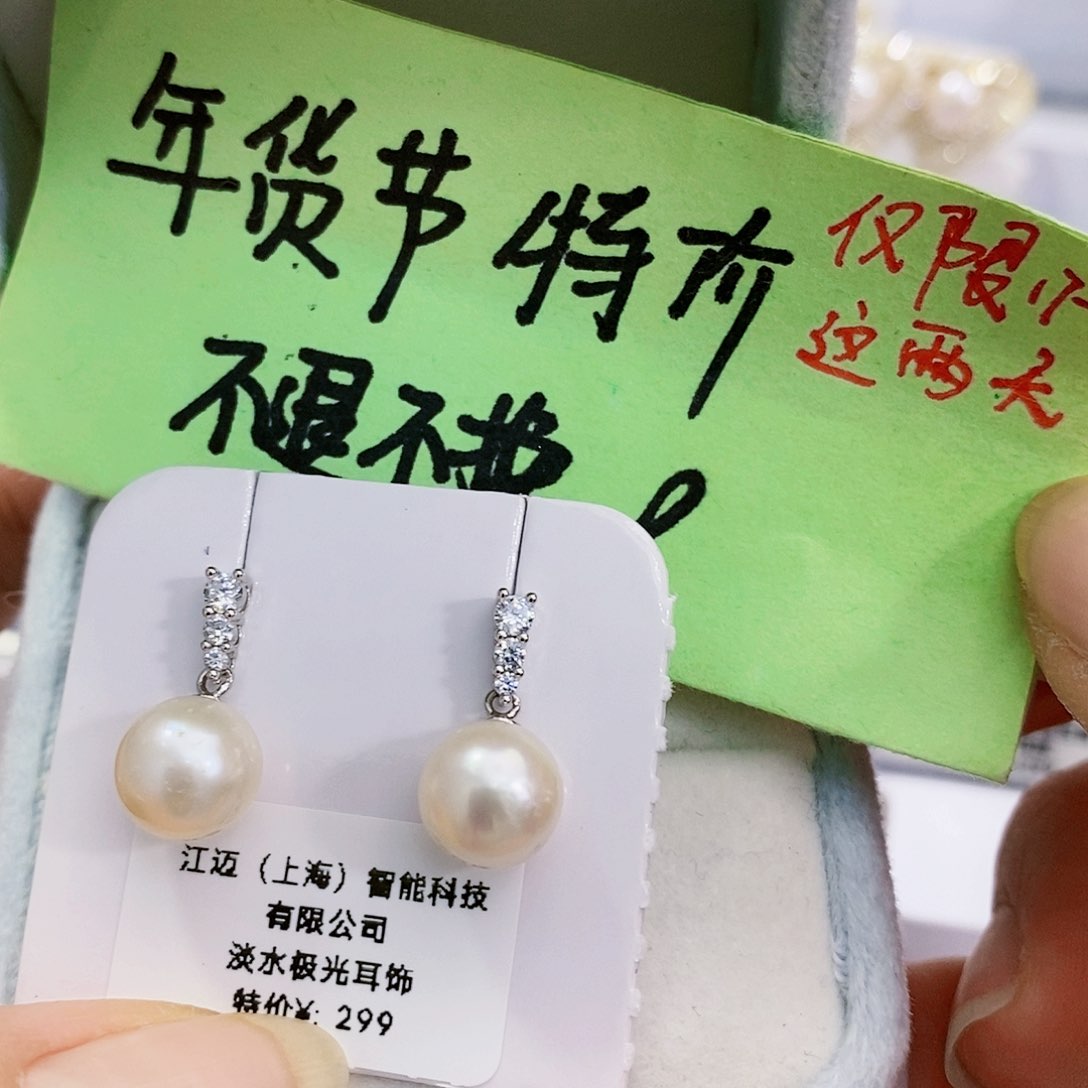 年货节 特价
仅限
这两天
不退不换!
江迈（上海）智能科技
有限公司
淡水极光耳饰
特价¥: 299